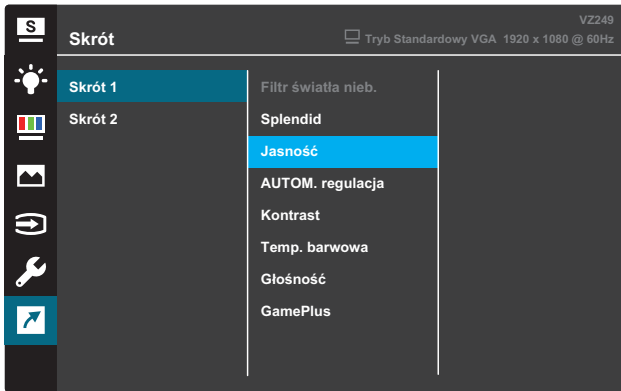 S
VZ249
Skrót
Tryb Standardowy VGA 1920 x 1080 @ 60Hz
Skrót 1
Skrót 2
Filtr światła nieb.
Splendid
Jasność
AUTOM. regulacja
Kontrast
Temp. barwowa
Głośność
GamePlus